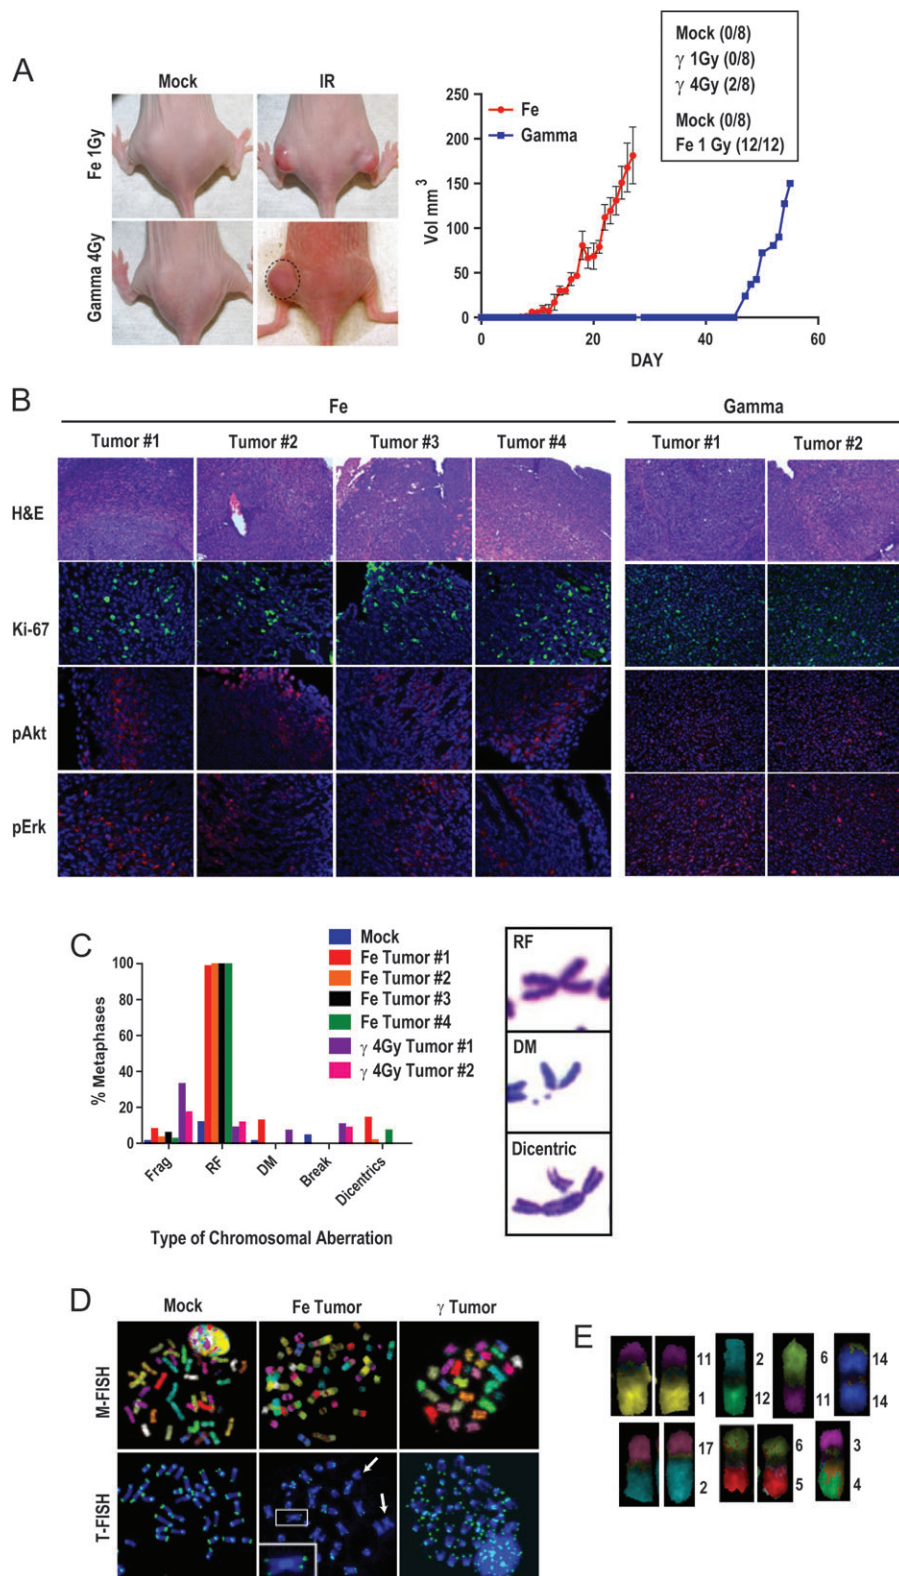 A
Mock
IR
Fe 1Gy
Gamma 4Gy
Mock (0/8)
γ 1Gy (0/8)
γ 4Gy (2/8)
Mock (0/8)
Fe 1 Gy (12/12)
Fe
Gamma
Vol mm 3
250
200
150
100
50
0
0 20 40 60
DAY
B
Fe
Gamma
Tumor #1 Tumor #2 Tumor #3 Tumor #4 Tumor #1 Tumor #2
H&E
Ki-67
pAkt
pErk
C
Mock
Fe Tumor #1
Fe Tumor #2
Fe Tumor #3
Fe Tumor #4
γ 4Gy Tumor #1
γ 4Gy Tumor #2
% Metaphases
100
80
60
40
20
0
Frag RF DM Break Dicentrics
Type of Chromosomal Aberration
RF
DM
Dicentric
D
Mock Fe Tumor γ Tumor
M-FISH
T-FISH
E
11 2 6 14
1 12 11 14
17 6 3
2 5 4